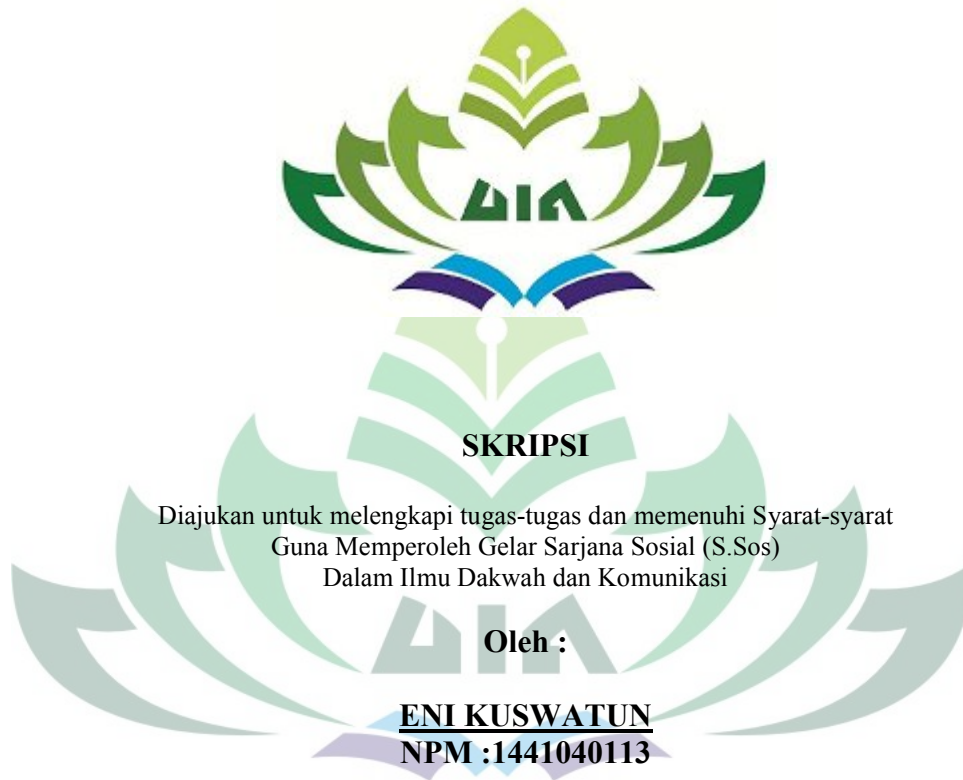 UIN
SKRIPSI
Diajukan untuk melengkapi tugas-tugas dan memenuhi Syarat-syarat
Guna Memperoleh Gelar Sarjana Sosial (S.Sos)
Dalam Ilmu Dakwah dan Komunikasi
UIN
Oleh :
ENI KUSWATUN
NPM :1441040113